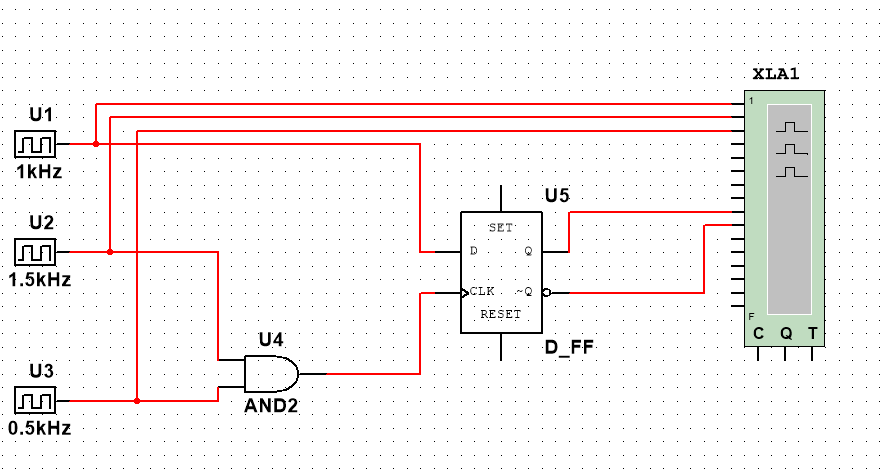 XLA1
U1
1
1kHz
U2
U5
SET
D Q
1.5kHz
CLK ~Q
RESET
F
C Q T
U4
D_FF
U3
AND2
0.5kHz